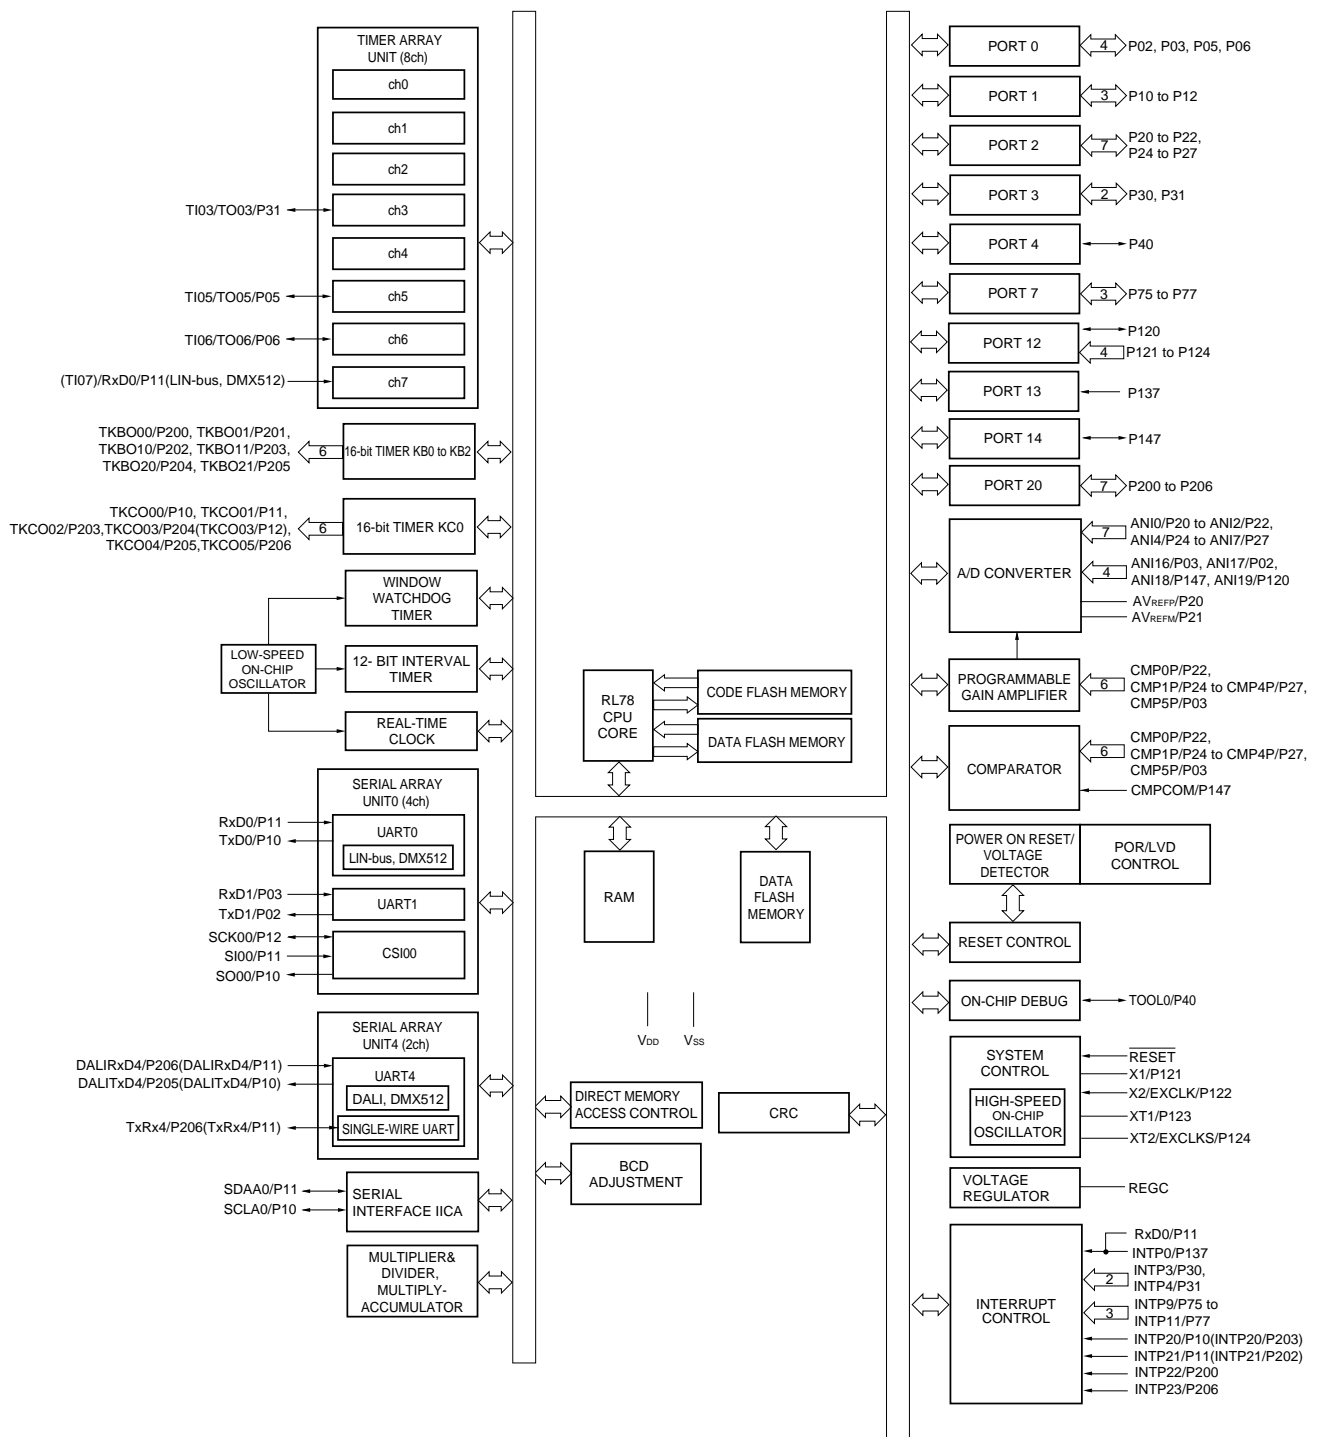 TIMER ARRAY
UNIT (8ch)
ch0
ch1
ch2
TI03/TO03/P31
ch3
ch4
TI05/TO05/P05
ch5
TI06/TO06/P06
ch6
(TI07)/RxD0/P11(LIN-bus, DMX512)
ch7
TKBO00/P200, TKBO01/P201,
TKBO10/P202, TKBO11/P203,
TKBO20/P204, TKBO21/P205
6
16-bit TIMER KB0 to KB2
TKCO00/P10, TKCO01/P11,
TKCO02/P203,TKCO03/P204(TKCO03/P12),
TKCO04/P205,TKCO05/P206
6
16-bit TIMER KC0
WINDOW
WATCHDOG
TIMER
LOW-SPEED
ON-CHIP
OSCILLATOR
12- BIT INTERVAL
TIMER
REAL-TIME
CLOCK
SERIAL ARRAY
UNIT0 (4ch)
RxD0/P11
TxD0/P10
UART0
LIN-bus, DMX512
RxD1/P03
TxD1/P02
UART1
SCK00/P12
SI00/P11
SO00/P10
CSI00
SERIAL ARRAY
UNIT4 (2ch)
DALIRxD4/P206(DALIRxD4/P11)
DALITxD4/P205(DALITxD4/P10)
UART4
DALI, DMX512
TxRx4/P206(TxRx4/P11)
SINGLE-WIRE UART
SDAA0/P11
SCLA0/P10
SERIAL
INTERFACE IICA
MULTIPLIER&
DIVIDER,
MULTIPLY-
ACCUMULATOR
RL78
CPU
CORE
CODE FLASH MEMORY
DATA FLASH MEMORY
RAM
DATA
FLASH
MEMORY
VDD
VSS
DIRECT MEMORY
ACCESS CONTROL
CRC
BCD
ADJUSTMENT
PORT 0
4
P02, P03, P05, P06
PORT 1
3
P10 to P12
PORT 2
7
P20 to P22,
P24 to P27
PORT 3
2
P30, P31
PORT 4
P40
PORT 7
3
P75 to P77
PORT 12
P120
4
P121 to P124
PORT 13
P137
PORT 14
P147
PORT 20
7
P200 to P206
A/D CONVERTER
7
ANI0/P20 to ANI2/P22,
ANI4/P24 to ANI7/P27
4
ANI16/P03, ANI17/P02,
ANI18/P147, ANI19/P120
AVREFP/P20
AVREFM/P21
PROGRAMMABLE
GAIN AMPLIFIER
6
CMP0P/P22,
CMP1P/P24 to CMP4P/P27,
CMP5P/P03
COMPARATOR
6
CMP0P/P22,
CMP1P/P24 to CMP4P/P27,
CMP5P/P03
CMPCOM/P147
POWER ON RESET/
VOLTAGE
DETECTOR
POR/LVD
CONTROL
RESET CONTROL
ON-CHIP DEBUG
TOOL0/P40
SYSTEM
CONTROL
HIGH-SPEED
ON-CHIP
OSCILLATOR
RESET
X1/P121
X2/EXCLK/P122
XT1/P123
XT2/EXCLKS/P124
VOLTAGE
REGULATOR
REGC
INTERRUPT
CONTROL
RxD0/P11
INTP0/P137
2
INTP3/P30,
INTP4/P31
3
INTP9/P75 to
INTP11/P77
INTP20/P10(INTP20/P203)
INTP21/P11(INTP21/P202)
INTP22/P200
INTP23/P206